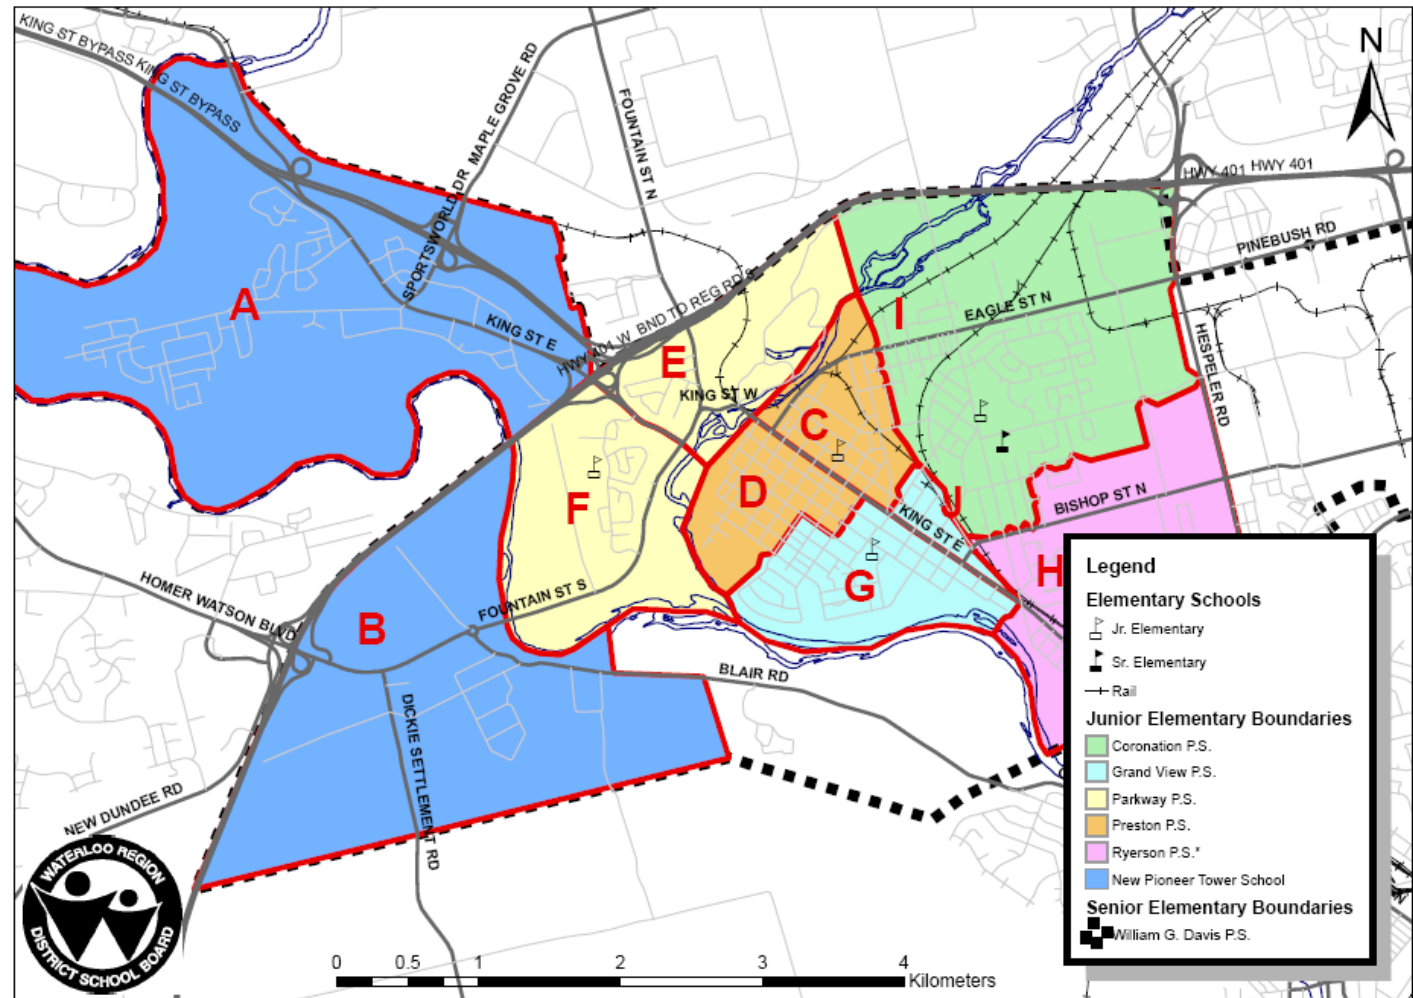 KING ST BYPASS KING ST BYPASS
SPORTSWORLD DR MAPLE GROVE RD
FOUNTAIN ST N
N
HWY 401 HWY 401
PINEBUSH RD
A
KING ST E
HWY 401 W BND TO REG RD 8
I
EAGLE ST N
HESPELER RD
E
KING ST W
C
D
F
J
BISHOP ST N
KING ST E
G
H
HOMER WATSON BLVD
B
FOUNTAIN ST S
BLAIR RD
DICKIE SETTLEMENT RD
NEW DUNDEE RD
WATERLOO REGION
DISTRICT SCHOOL BOARD
Legend
Elementary Schools
Jr. Elementary
Sr. Elementary
Rail
Junior Elementary Boundaries
Coronation P.S.
Grand View P.S.
Parkway P.S.
Preston P.S.
Ryerson P.S.*
New Pioneer Tower School
Senior Elementary Boundaries
William G. Davis P.S.
0 0.5 1 2 3 4
Kilometers